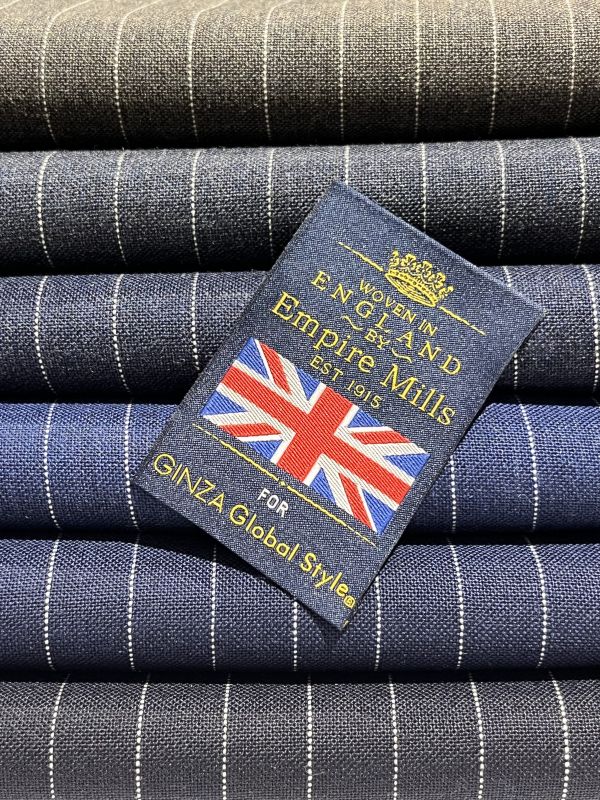 WOVEN IN
ENGLAND
~BY~
Empire Mills
EST 1915
FOR
GINZA Global Style®